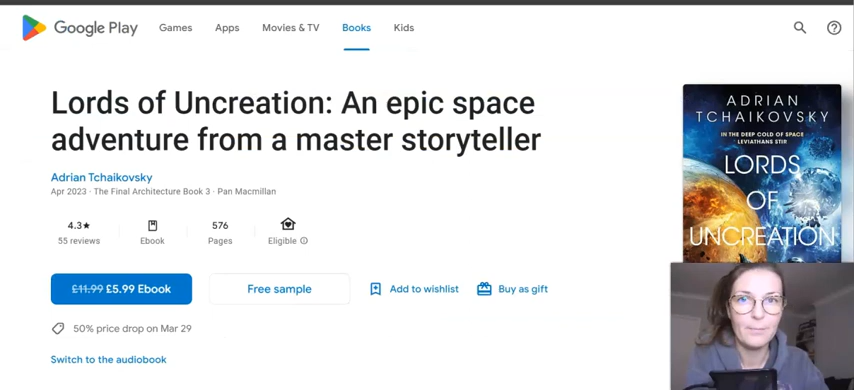 Google Play Games Apps Movies & TV Books Kids
Lords of Uncreation: An epic space
adventure from a master storyteller
Adrian Tchaikovsky
Apr 2023 · The Final Architecture Book 3 · Pan Macmillan
4.3★ 576
55 reviews Ebook Pages Eligible
£11.99 £5.99 Ebook Free sample Add to wishlist Buy as gift
50% price drop on Mar 29
Switch to the audiobook
ADRIAN
TCHAIKOVSKY
IN THE DEEP COLD OF SPACE
LEVIATHANS STIR
LORDS
OF
UNCREATION